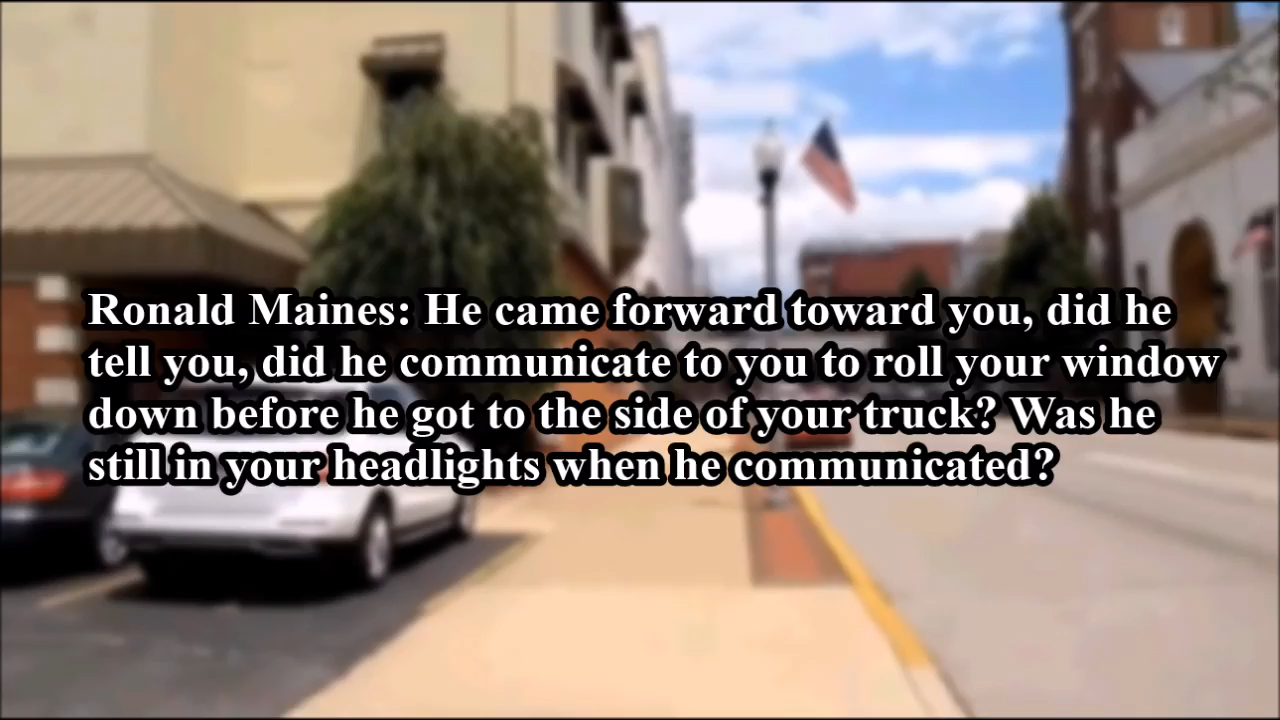 Ronald Maines: He came forward toward you, did he
tell you, did he communicate to you to roll your window
down before he got to the side of your truck? Was he
still in your headlights when he communicated?